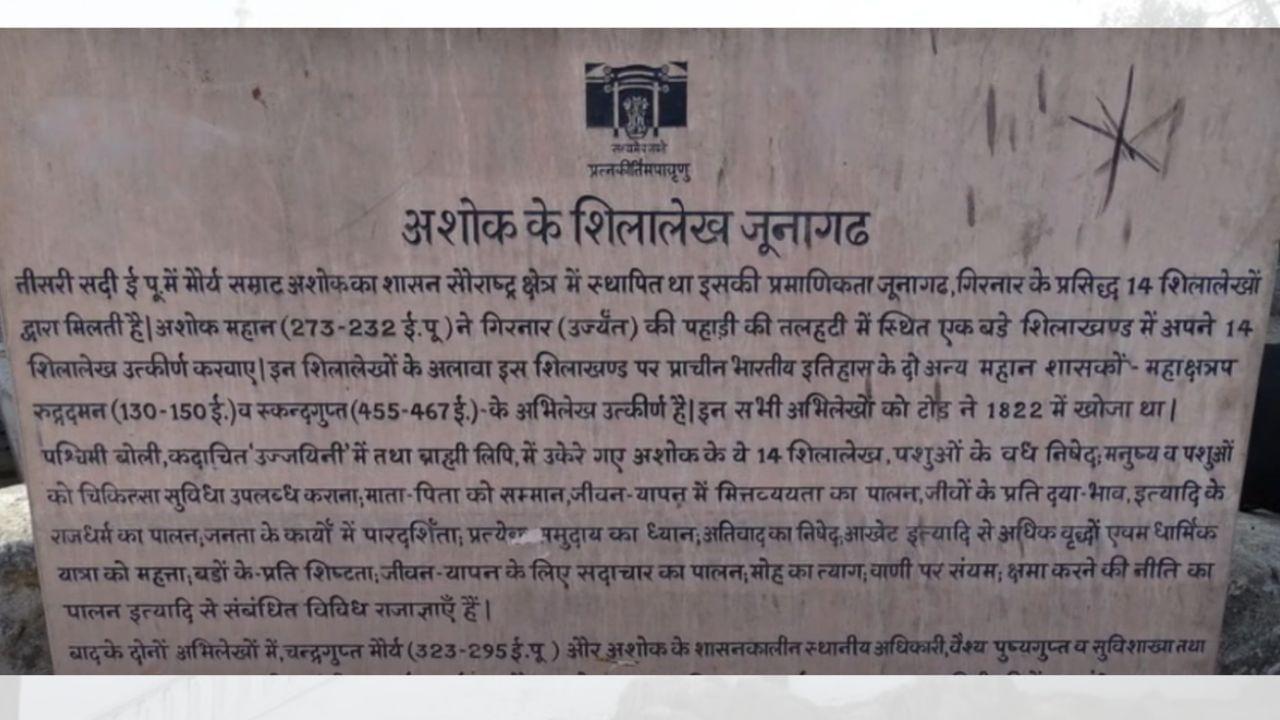 सत्यमेव जयते
प्रत्नकीर्तिमपावृणु
अशोक के शिलालेख जूनागढ
तीसरी सदी ई पू.में मौर्य सम्राट अशोक का शासन सौराष्ट्र क्षेत्र में स्थापित था इसकी प्रमाणिकता जूनागढ,गिरनार के प्रसिद्ध 14 शिलालेखों
द्वारा मिलती है|अशोक महान (273-232 ई.पू.)ने गिरनार (उर्ज्यंत) की पहाड़ी की तलहटी में स्थित एक बडे शिलाखण्ड में अपने 14
शिलालेख उत्कीर्ण करवाए|इन शिलालेखों के अलावा इस शिलाखण्ड पर प्राचीन भारतीय इतिहास के दो अन्य महान शासकों - महाक्षत्रप
रुद्रदमन (130-150 ई.)व स्कन्दगुप्त (455-467 ई.)-के अभिलेख उत्कीर्ण है|इन सभी अभिलेखों को टोड ने 1822 में खोजा था|
पश्चिमी बोली,कदाचित 'उज्जयिनी' में तथा ब्राह्मी लिपि,में उकेरे गए अशोक के ये 14 शिलालेख,पशुओं के वध निषेद;मनुष्य व पशुओं
को चिकित्सा सुविधा उपलब्ध कराना;माता-पिता को सम्मान,जीवन-यापन में मित्तव्ययता का पालन,जीवों के प्रति दया-भाव,इत्यादि के
राजधर्म का पालन;जनता के कार्यों में पारदर्शिता; का ध्यान;अतिवाद का निषेद;आखेट इत्यादि से अधिक वृद्धों एवम धार्मिक
यात्रा को महत्ता;बडों के-प्रति शिष्टता;जीवन-यापन के लिए सदाचार का पालन;मोह का त्याग;वाणी पर संयम; क्षमा करने की नीति का
पालन इत्यादि से संबंधित विविध राजाज्ञाएँ हैं|
बाद के दोनों अभिलेखों में,चन्द्रगुप्त मौर्य (323-295 ई.पू.) और अशोक के शासनकालीन स्थानीय अधिकारी,वैश्य पुष्यगुप्त व सुविशाखा तथा